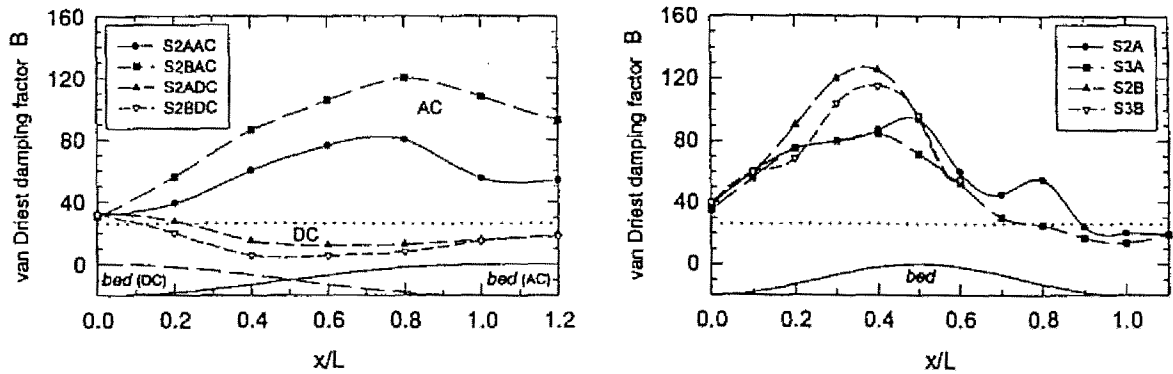 van Driest damping factor B
160
120
80
40
0
S2AAC
S2BAC
S2ADC
S2BDC
AC
DC
bed (DC)
bed (AC)
0.0 0.2 0.4 0.6 0.8 1.0 1.2
x/L
van Driest damping factor B
160
120
80
40
0
S2A
S3A
S2B
S3B
bed
0.0 0.2 0.4 0.6 0.8 1.0
x/L